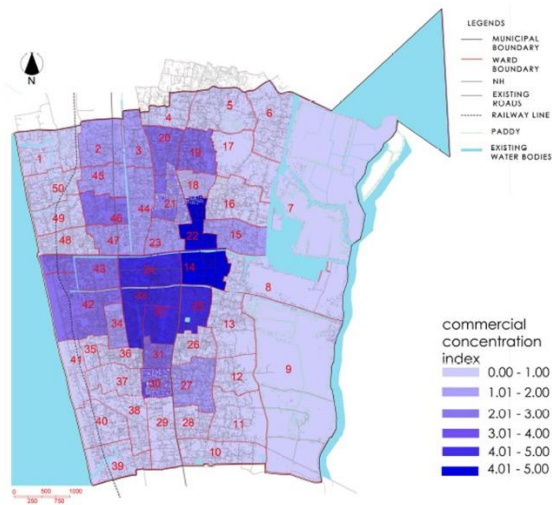 LEGENDS
MUNICIPAL
BOUNDARY
WARD
BOUNDARY
NH
EXISTING
ROADS
RAILWAY LINE
PADDY
EXISTING
WATER BODIES
N
1
2
3
4
5
6
7
8
9
10
11
12
13
14
15
16
17
18
19
20
21
22
23
26
27
28
29
30
31
34
35
36
37
38
39
40
41
42
43
44
45
46
47
48
49
50
commercial
concentration
index
0.00 - 1.00
1.01 - 2.00
2.01 - 3.00
3.01 - 4.00
4.01 - 5.00
4.01 - 5.00
0 500 1000
250 750